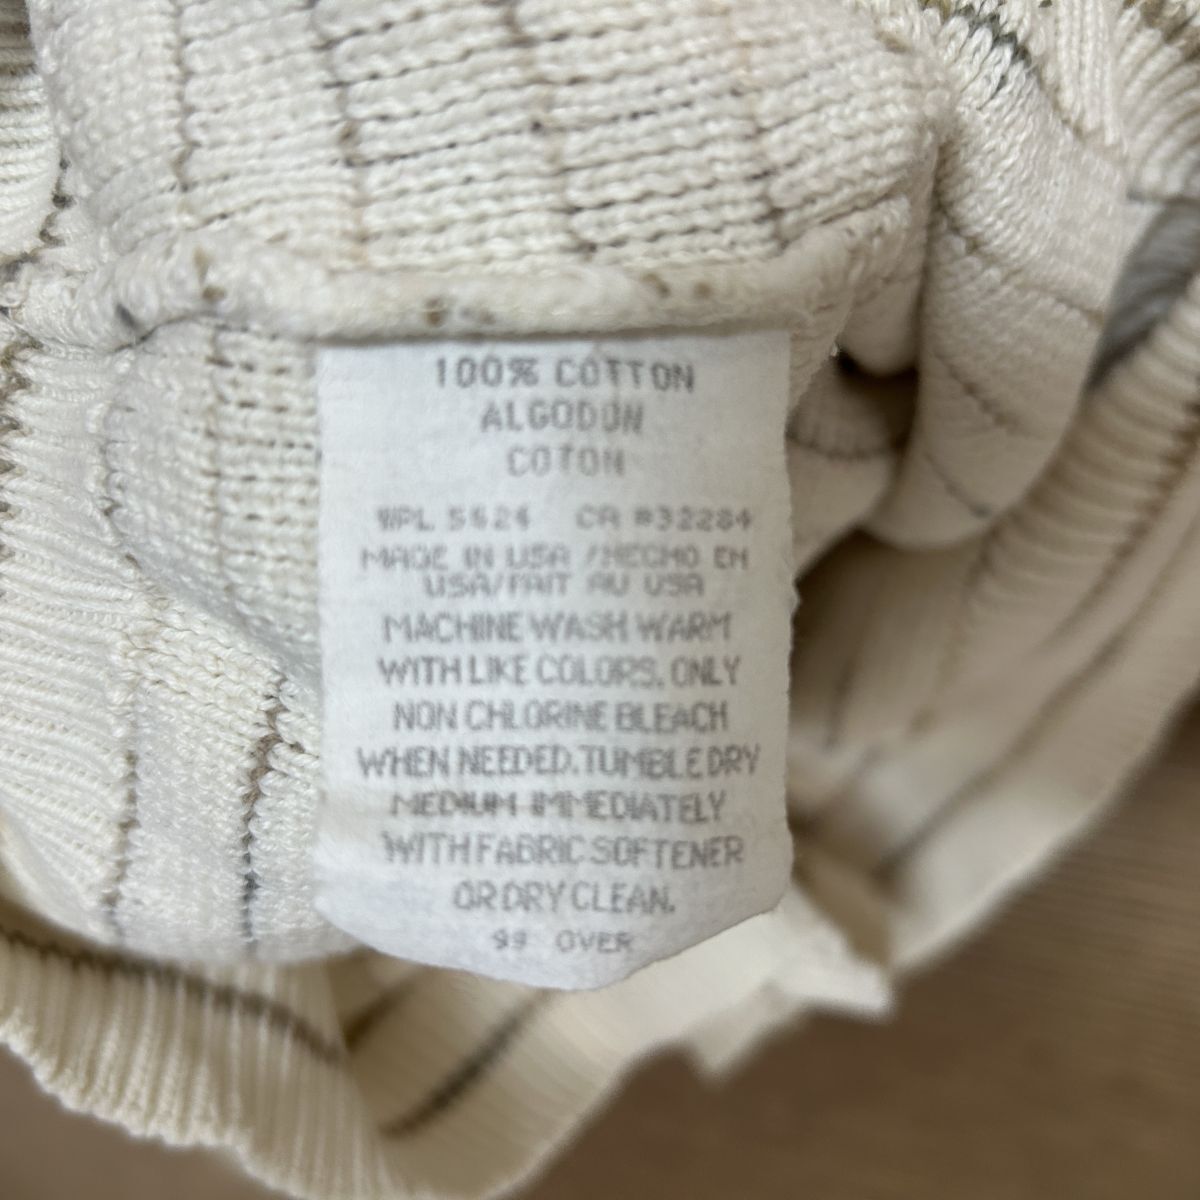 100% COTTON
ALGODON
COTON
WPL 5624 CA #32284
MADE IN USA / HECHO EN
USA/FAIT AU USA
MACHINE WASH WARM
WITH LIKE COLORS. ONLY
NON CHLORINE BLEACH
WHEN NEEDED. TUMBLE DRY
MEDIUM IMMEDIATELY
WITH FABRIC SOFTENER
OR DRY CLEAN.
99 OVER